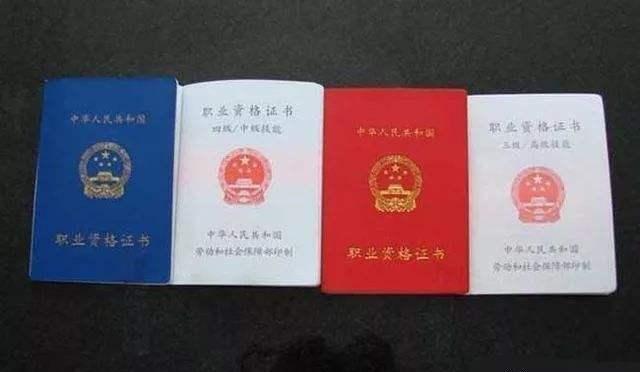 中华人民共和国
职业资格证书
职业资格证书
四级/中级技能
中华人民共和国
劳动和社会保障部印制
中华人民共和国
职业资格证书
职业资格证书
三级/高级技能
中华人民共和国
劳动和社会保障部印制